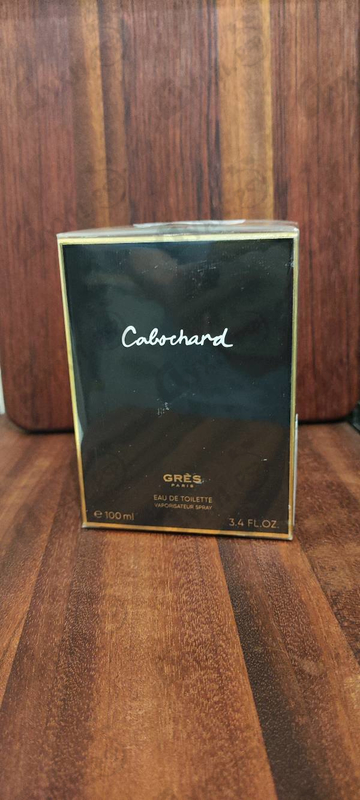 Cabochard
GRÈS
PARIS
EAU DE TOILETTE
VAPORISATEUR SPRAY
e 100 ml
3.4 FL.OZ.